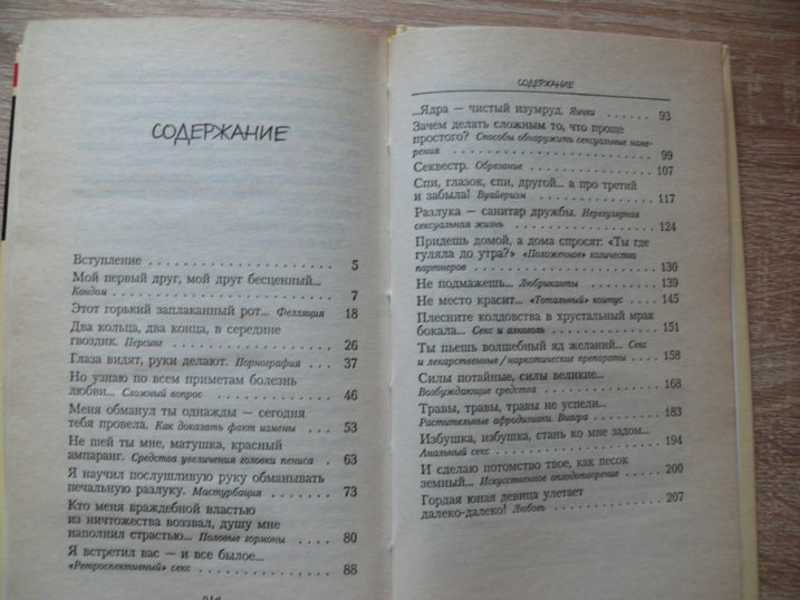 СОДЕРЖАНИЕ
Вступление . . . . . . . . . . . . . . . . . . 5
Мой первый друг, мой друг бесценный...
Кондом . . . . . . . . . . . . . . . . . . . . 7
Этот горький заплаканный рот... Фелляция 18
Два кольца, два конца, в середине
гвоздик. Персинг . . . . . . . . . . . . . . 26
Глаза видят, руки делают. Порнография . . 37
Но узнаю по всем приметам болезнь
любви... Сложный вопрос . . . . . . . . . . 46
Меня обманул ты однажды — сегодня
тебя провела. Как доказать факт измены . . 53
Не шей ты мне, матушка, красный
ампаранг. Средства увеличения головки пениса . 63
Я научил послушливую руку обманывать
печальную разлуку. Мастурбация . . . . . . 73
Кто меня враждебной властью
из ничтожества воззвал, душу мне
наполнил страстью... Половые гормоны . . . . 80
Я встретил вас — и все былое...
«Ретроспективный» секс . . . . . . . . . . . 88
СОДЕРЖАНИЕ
...Ядра — чистый изумруд. Яички . . . . . . 93
Зачем делать сложным то, что проще
простого? Способы обнаружить сексуальные наме-
рения . . . . . . . . . . . . . . . . . . . . 99
Секвестр. Обрезание . . . . . . . . . . . . 107
Спи, глазок, спи, другой... а про третий
и забыла! Вуайеризм . . . . . . . . . . . . 117
Разлука — санитар дружбы. Нерегулярная
сексуальная жизнь . . . . . . . . . . . . . 124
Придешь домой, а дома спросят: «Ты где
гуляла до утра?» «Положенное» количество
партнеров . . . . . . . . . . . . . . . . . 130
Не подмажешь... Любриканты . . . . . . . . 139
Не место красит... «Тотальный» коитус . . . 145
Плесните колдовства в хрустальный мрак
бокала... Секс и алкоголь . . . . . . . . . 151
Ты пьешь волшебный яд желаний... Секс
и лекарственные/наркотические препараты . . 158
Силы потайные, силы великие...
Возбуждающие средства . . . . . . . . . . . 168
Травы, травы, травы не успели...
Растительные афродизиаки. Виагра . . . . . . 183
Избушка, избушка, стань ко мне задом...
Анальный секс . . . . . . . . . . . . . . . 194
И сделаю потомство твое, как песок
земный... Искусственное оплодотворение . . . 200
Гордая юная девица улетает
далеко-далеко! Любовь . . . . . . . . . . . 207